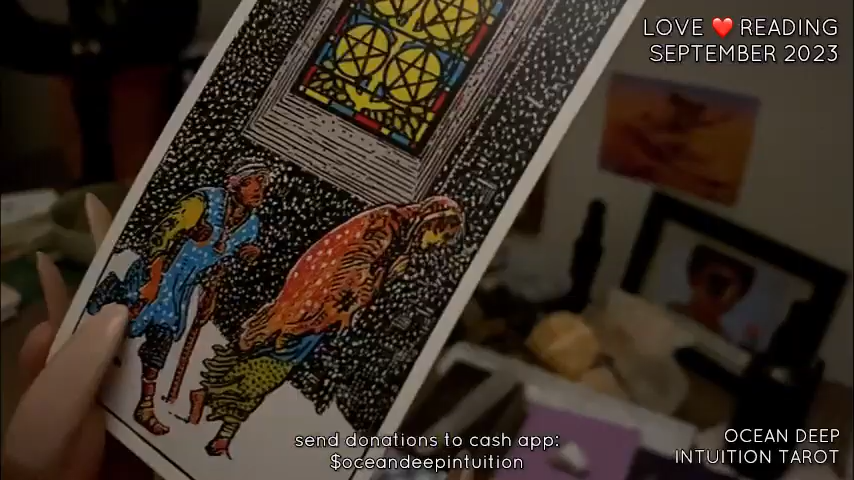 LOVE ❤️ READING
SEPTEMBER 2023
send donations to cash app:
$oceandeepintuition
OCEAN DEEP
INTUITION TAROT